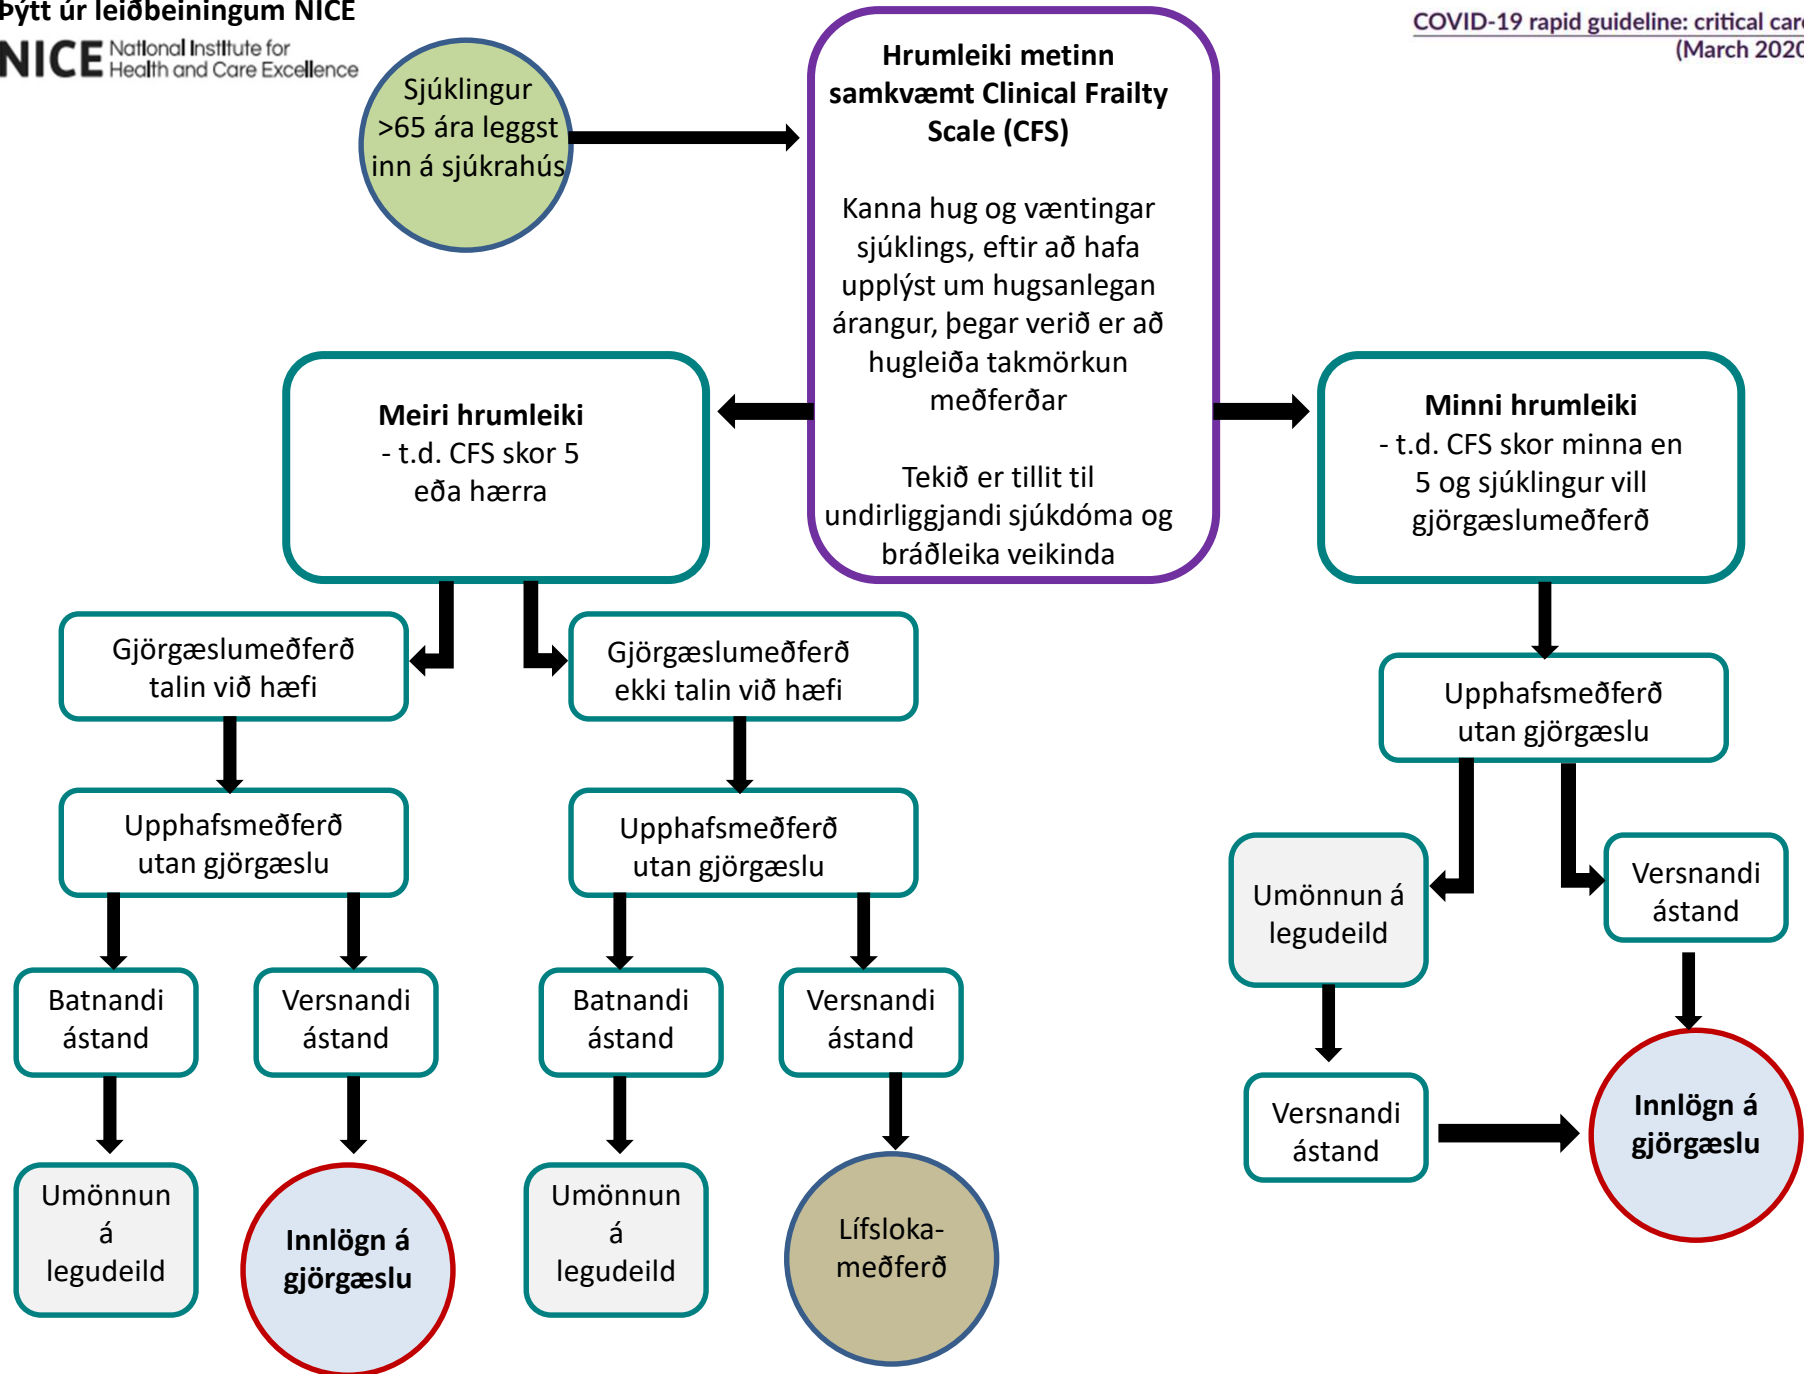 Þýtt úr leiðbeiningum NICE
NICE National Institute for
Health and Care Excellence
COVID-19 rapid guideline: critical care
(March 2020
Sjúklingur
>65 ára leggst
inn á sjúkrahús
Hrumleiki metinn
samkvæmt Clinical Frailty
Scale (CFS)
Kanna hug og væntingar
sjúklings, eftir að hafa
upplýst um hugsanlegan
árangur, þegar verið er að
hugleiða takmörkun
meðferðar
Tekið er tillit til
undirliggjandi sjúkdóma og
bráðleika veikinda
Meiri hrumleiki
- t.d. CFS skor 5
eða hærra
Minni hrumleiki
- t.d. CFS skor minna en
5 og sjúklingur vill
gjörgæslumeðferð
Gjörgæslumeðferð
talin við hæfi
Gjörgæslumeðferð
ekki talin við hæfi
Upphafsmeðferð
utan gjörgæslu
Upphafsmeðferð
utan gjörgæslu
Upphafsmeðferð
utan gjörgæslu
Umönnun á
legudeild
Versnandi
ástand
Batnandi
ástand
Versnandi
ástand
Batnandi
ástand
Versnandi
ástand
Versnandi
ástand
Innlögn á
gjörgæslu
Umönnun
á
legudeild
Innlögn á
gjörgæslu
Umönnun
á
legudeild
Lífsloka-
meðferð